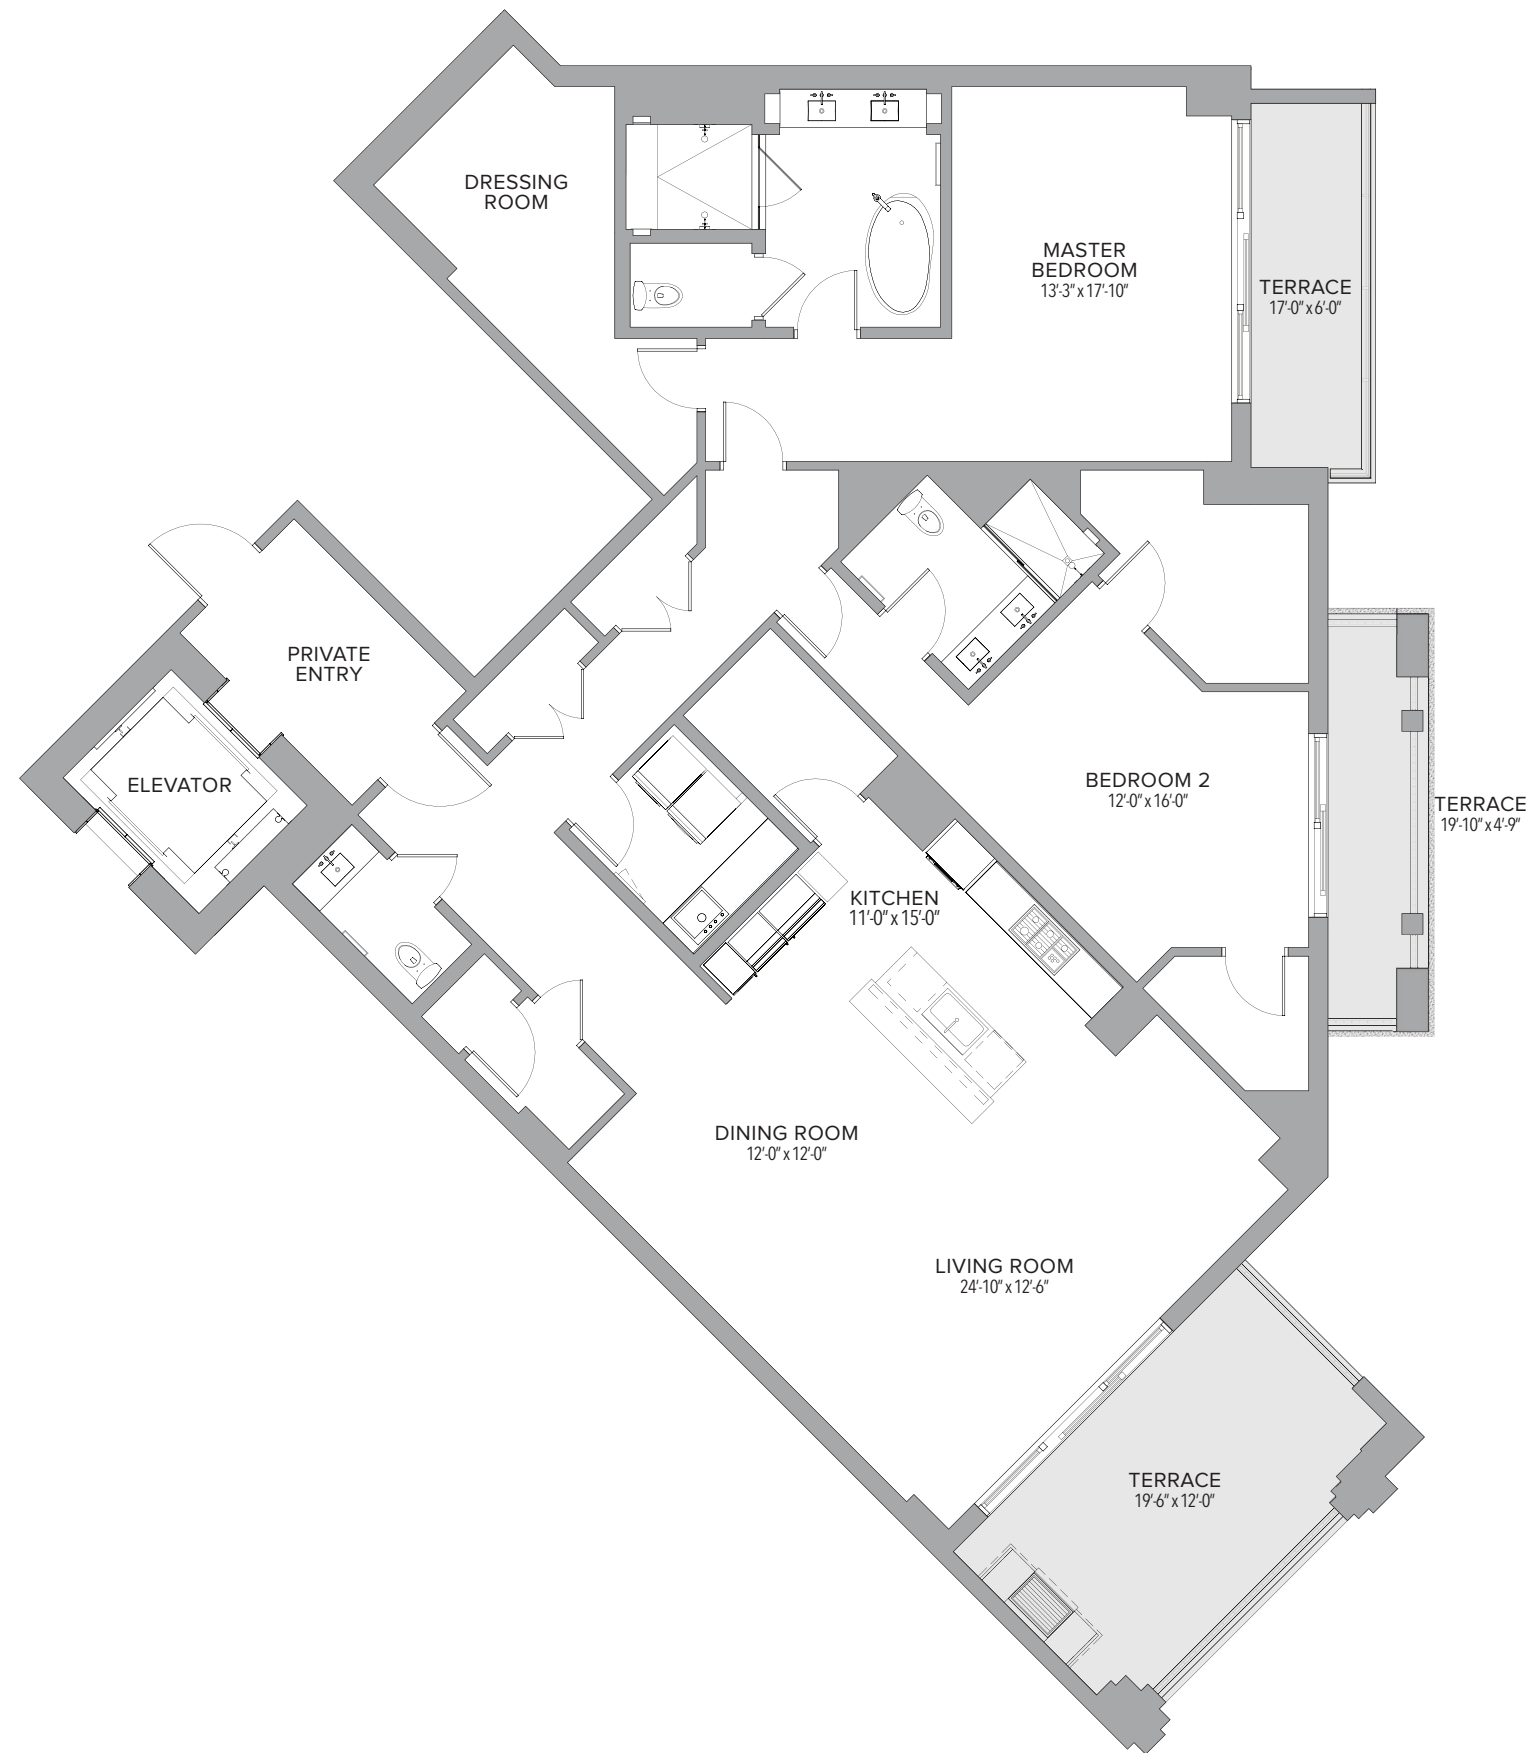 DRESSING
ROOM
MASTER
BEDROOM
13'-3" x 17'-10"
TERRACE
17'-0" x 6'-0"
PRIVATE
ENTRY
ELEVATOR
BEDROOM 2
12'-0" x 16'-0"
TERRACE
19'-10" x 4'-9"
KITCHEN
11'-0" x 15'-0"
DINING ROOM
12'-0" x 12'-0"
LIVING ROOM
24'-10" x 12'-6"
TERRACE
19'-6" x 12'-0"